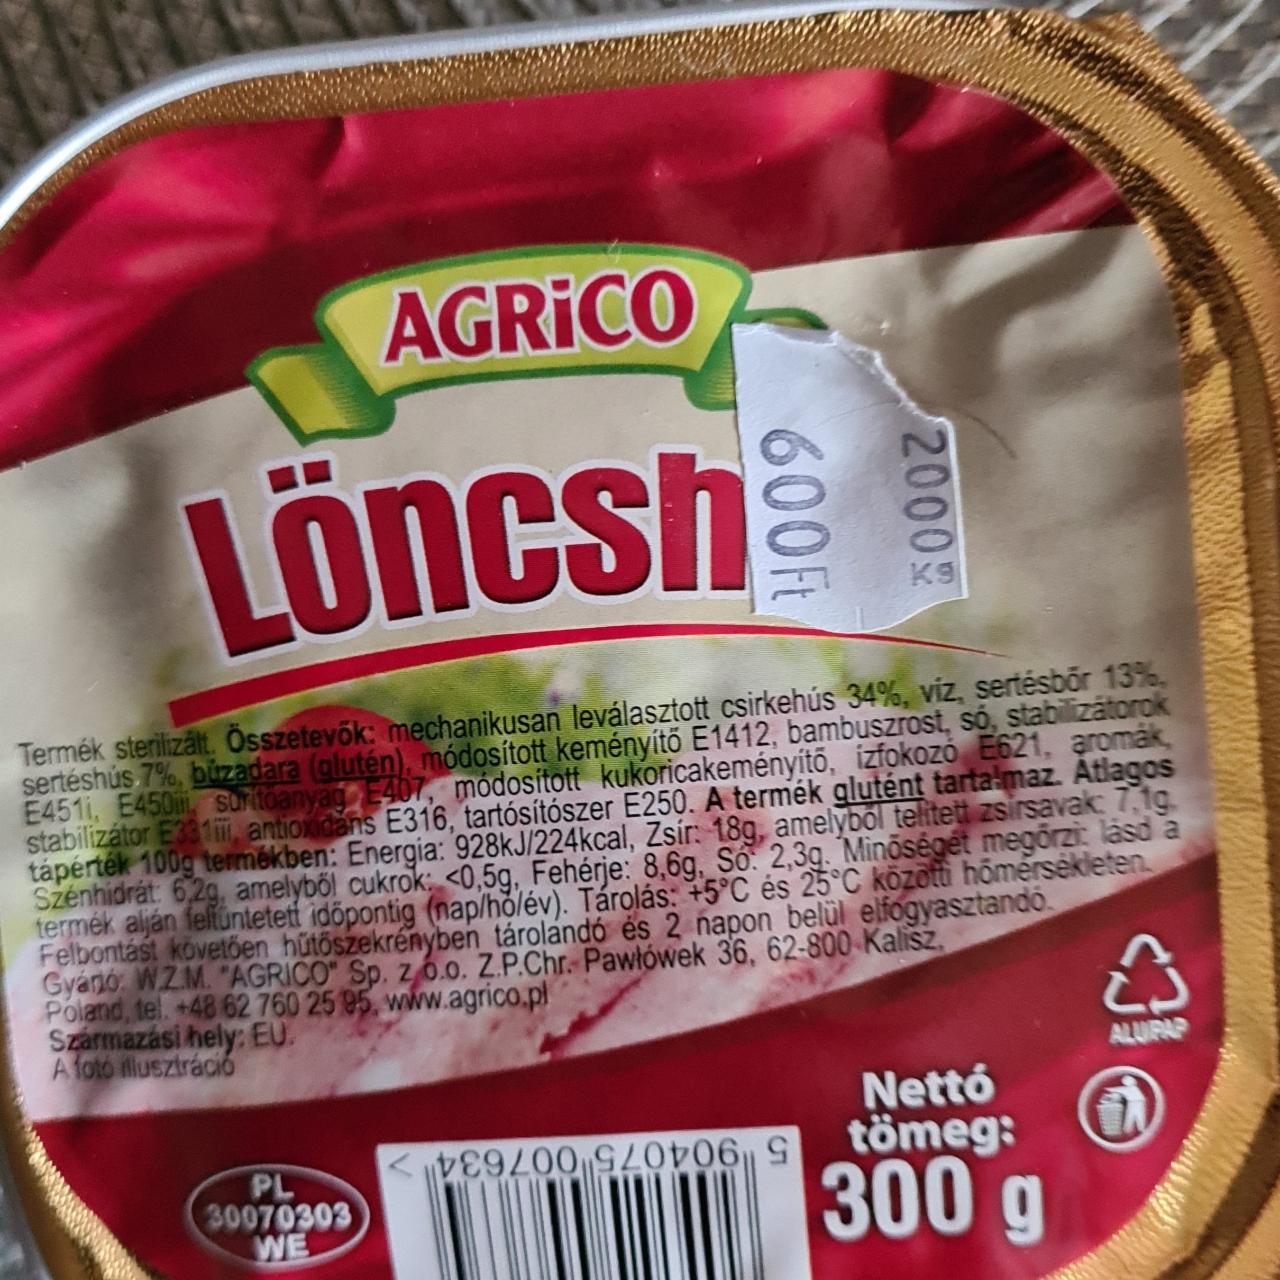 AGRiCO
Löncsh
600Ft
2000Kg
Termék sterilizált. Összetevők: mechanikusan leválasztott csirkehús 34%, víz, sertésbőr 13%,
sertéshús 7%, búzadara (glutén), módosított keményítő E1412, bambuszrost, só, stabilizátorok
E451i, E450iii, sűrítőanyag E407, módosított kukoricakeményítő, ízfokozó E621, aromák,
stabilizátor E331iii, antioxidáns E316, tartósítószer E250. A termék glutént tartalmaz. Átlagos
tápérték 100g termékben: Energia: 928kJ/224kcal, Zsír: 18g, amelyből telített zsírsavak: 7,1g,
Szénhidrát: 6,2g, amelyből cukrok: <0,5g, Fehérje: 8,6g, Só: 2,3g. Minőségét megőrzi: lásd a
termék alján feltüntetett időpontig (nap/hó/év). Tárolás: +5°C és 25°C közötti hőmérsékleten.
Felbontást követően hűtőszekrényben tárolandó és 2 napon belül elfogyasztandó.
Gyártó: W.Z.M. "AGRICO" Sp. z o.o. Z.P.Chr. Pawłówek 36, 62-800 Kalisz,
Poland, tel. +48 62 760 25 95, www.agrico.pl
Származási hely: EU.
A fotó illusztráció
ALUPAP
Nettó
tömeg:
300 g
PL
30070303
WE
5 904075 007634 >